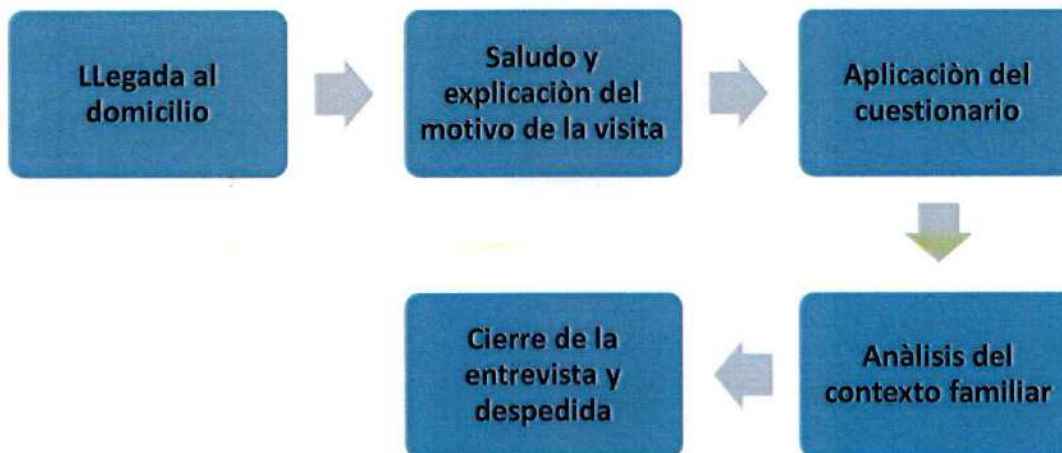 LLegada al
domicilio
Saludo y
explicaciòn del
motivo de la visita
Aplicaciòn del
cuestionario
Anàlisis del
contexto familiar
Cierre de la
entrevista y
despedida